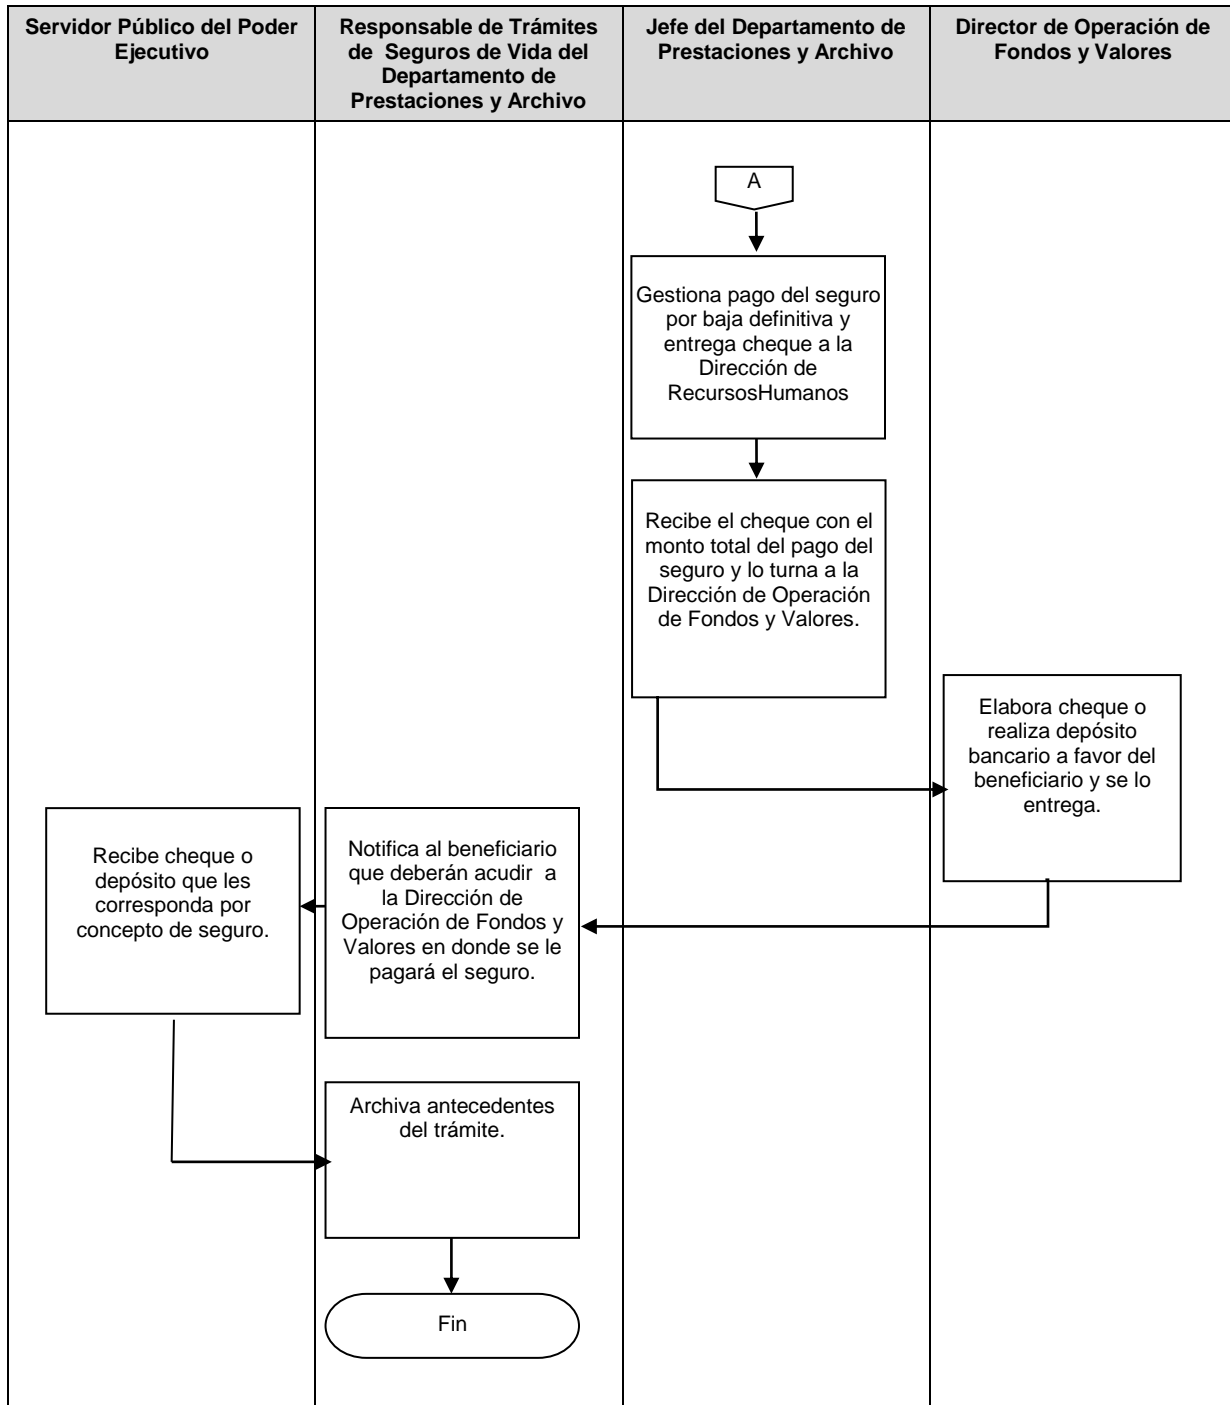 Servidor Público del Poder
Ejecutivo
Responsable de Trámites
de Seguros de Vida del
Departamento de
Prestaciones y Archivo
Jefe del Departamento de
Prestaciones y Archivo
Director de Operación de
Fondos y Valores
A
Gestiona pago del seguro
por baja definitiva y
entrega cheque a la
Dirección de
RecursosHumanos
Recibe el cheque con el
monto total del pago del
seguro y lo turna a la
Dirección de Operación
de Fondos y Valores.
Elabora cheque o
realiza depósito
bancario a favor del
beneficiario y se lo
entrega.
Notifica al beneficiario
que deberán acudir a
la Dirección de
Operación de Fondos y
Valores en donde se le
pagará el seguro.
Recibe cheque o
depósito que les
corresponda por
concepto de seguro.
Archiva antecedentes
del trámite.
Fin